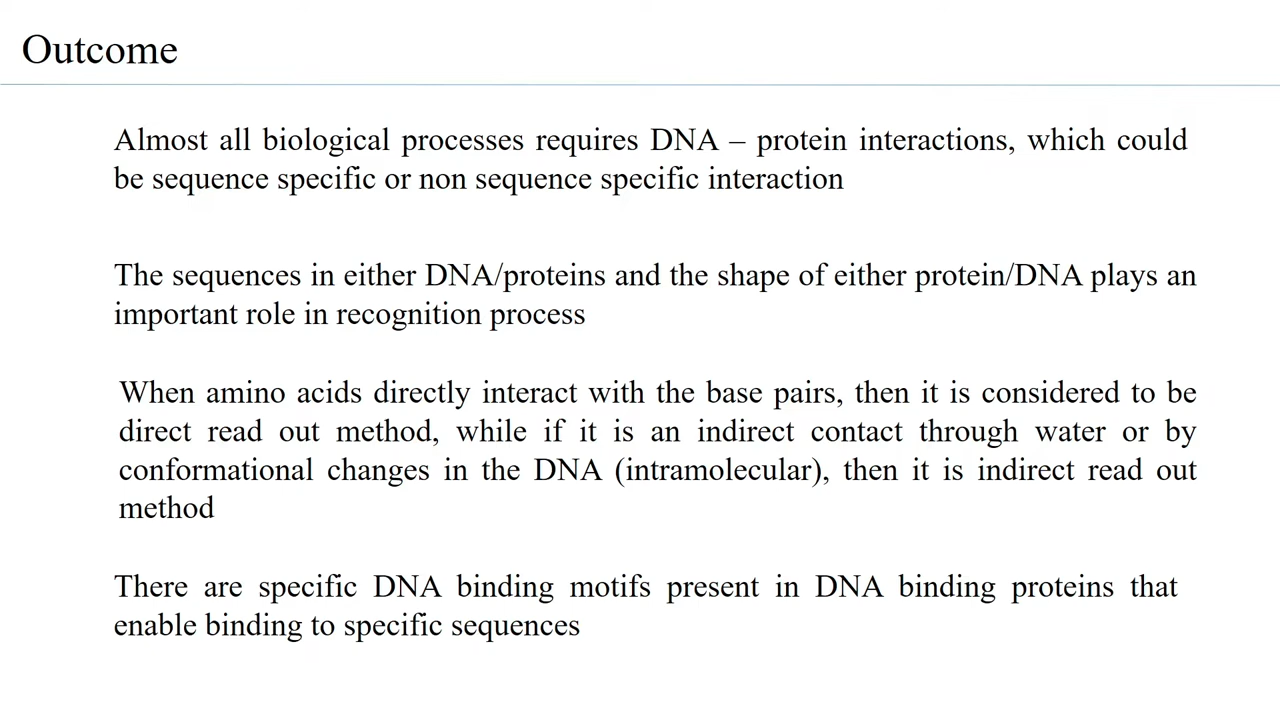 Outcome
Almost all biological processes requires DNA – protein interactions, which could
be sequence specific or non sequence specific interaction
The sequences in either DNA/proteins and the shape of either protein/DNA plays an
important role in recognition process
When amino acids directly interact with the base pairs, then it is considered to be
direct read out method, while if it is an indirect contact through water or by
conformational changes in the DNA (intramolecular), then it is indirect read out
method
There are specific DNA binding motifs present in DNA binding proteins that
enable binding to specific sequences